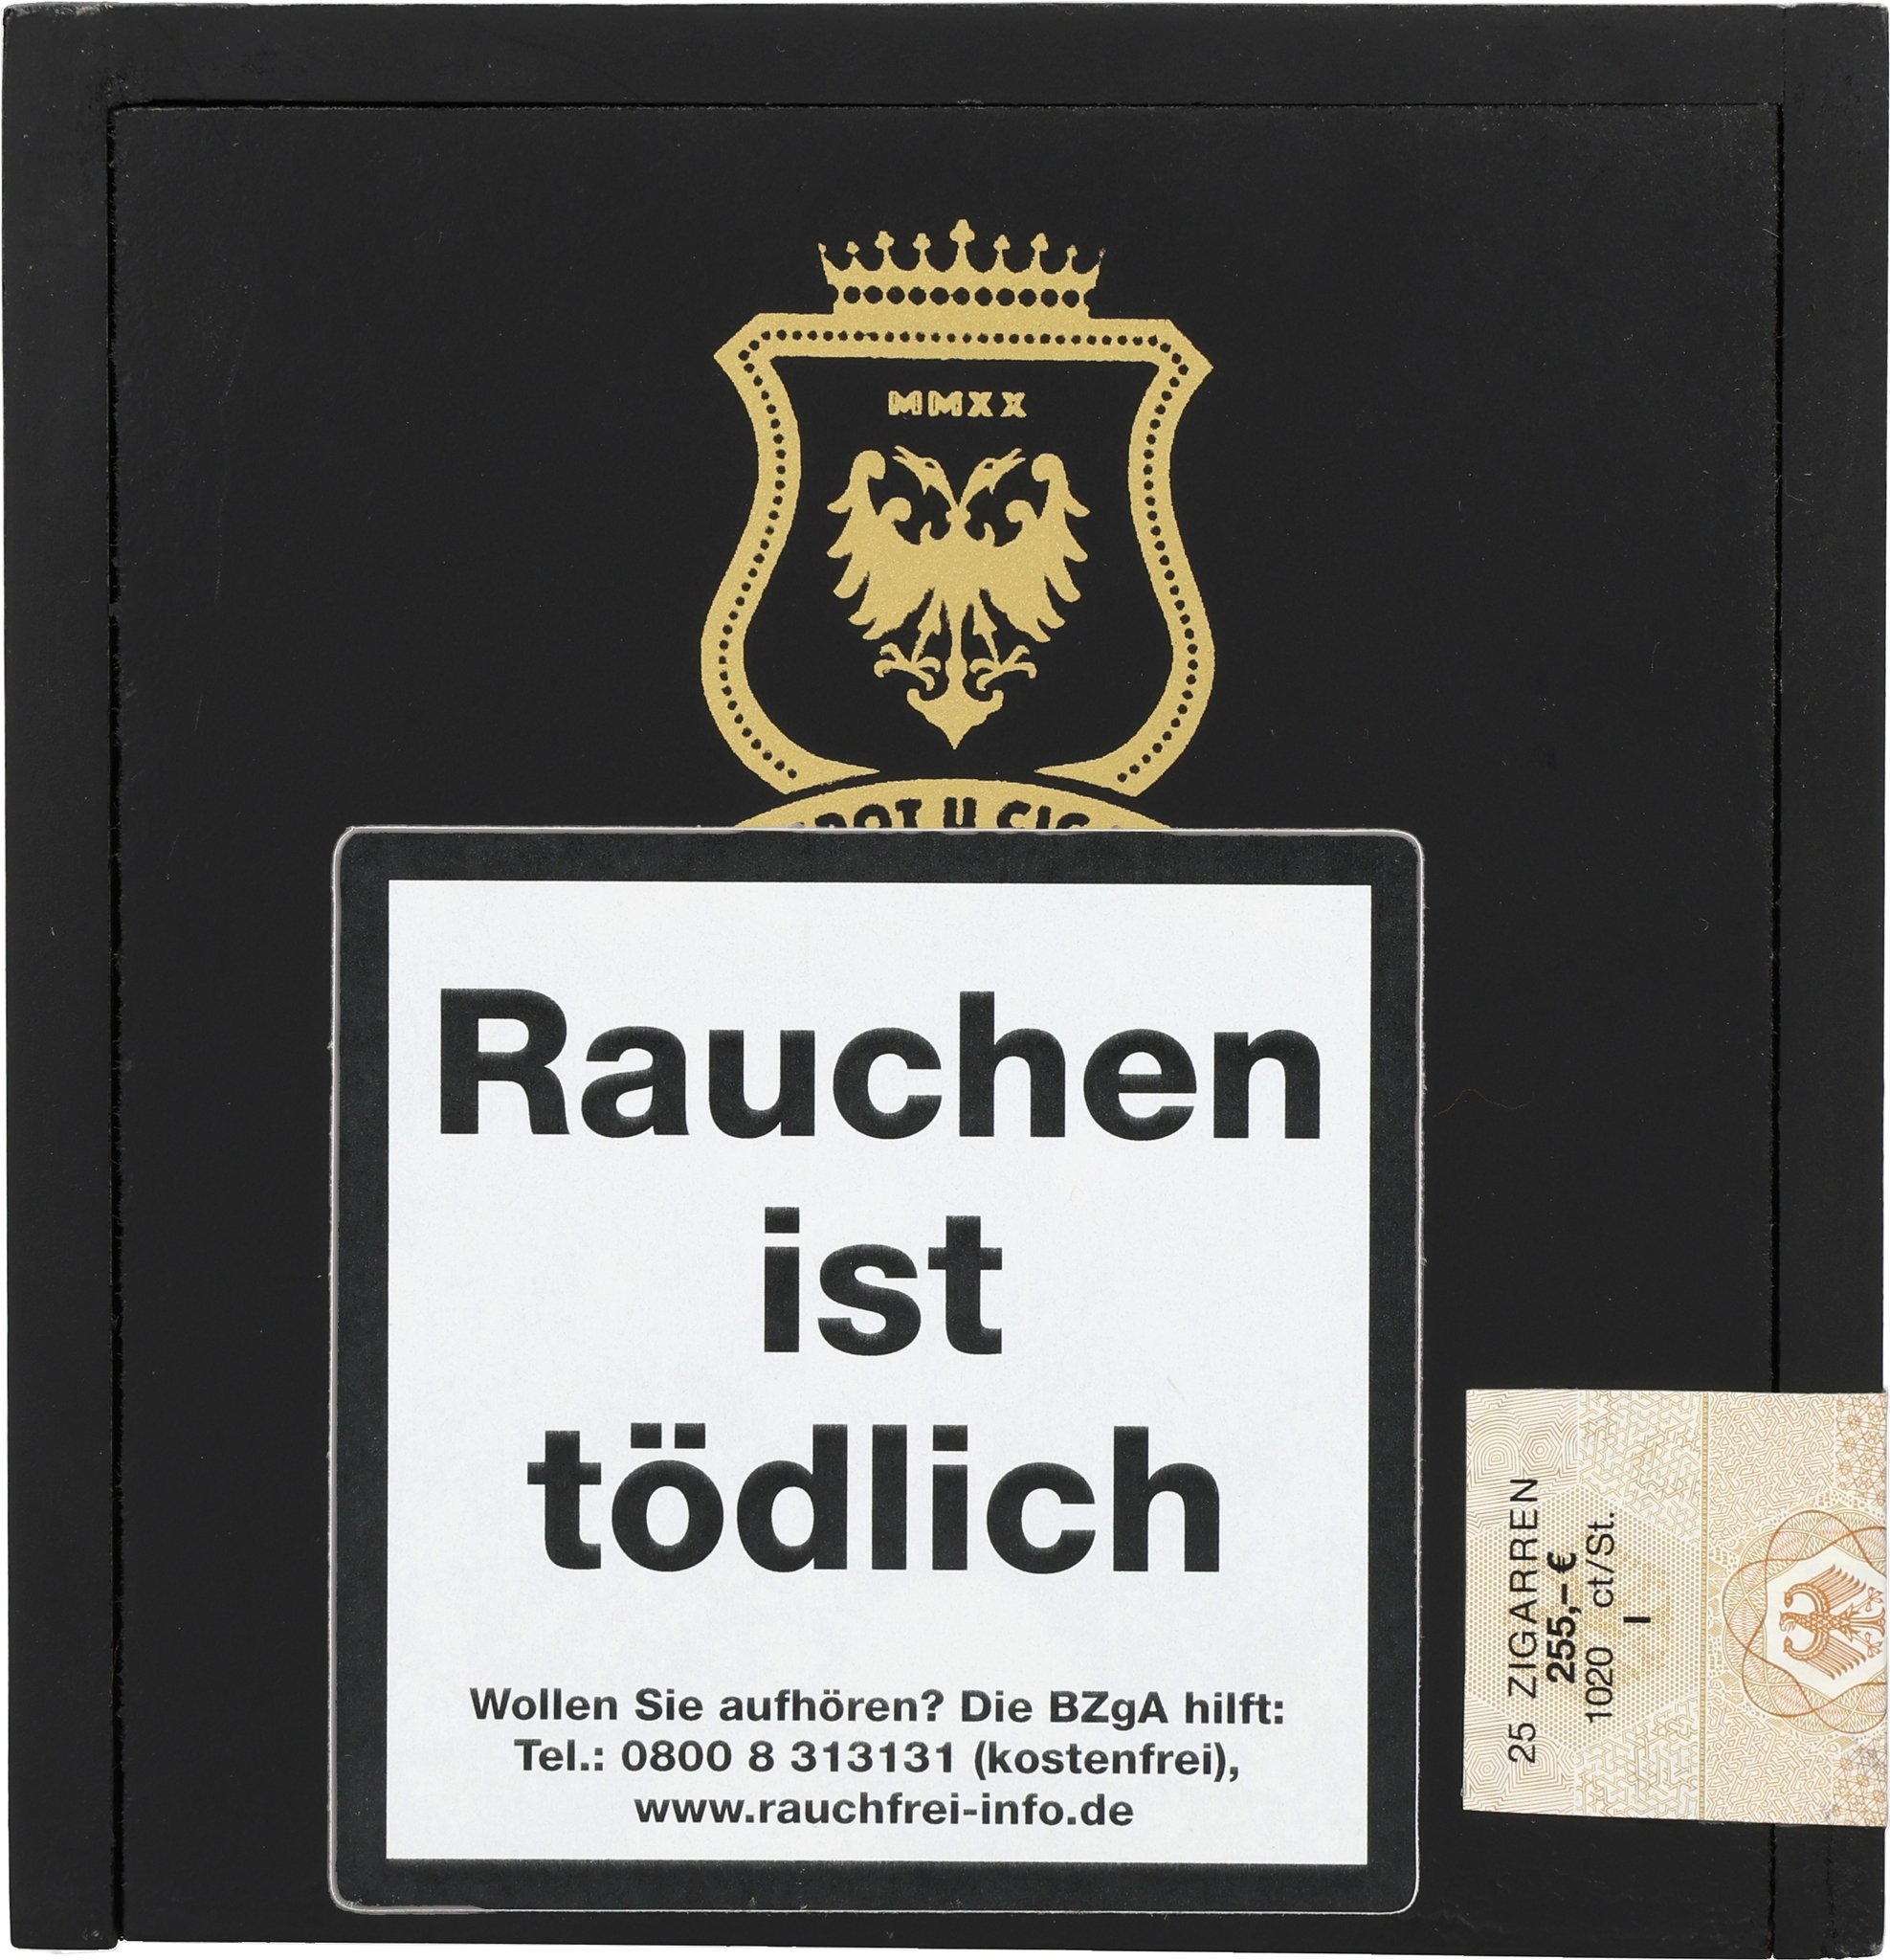 MMXX
Rauchen
ist
tödlich
Wollen Sie aufhören? Die BZgA hilft:
Tel.: 0800 8 313131 (kostenfrei),
www.rauchfrei-info.de
25 ZIGARREN
255,-€
1020 ct/St.
I